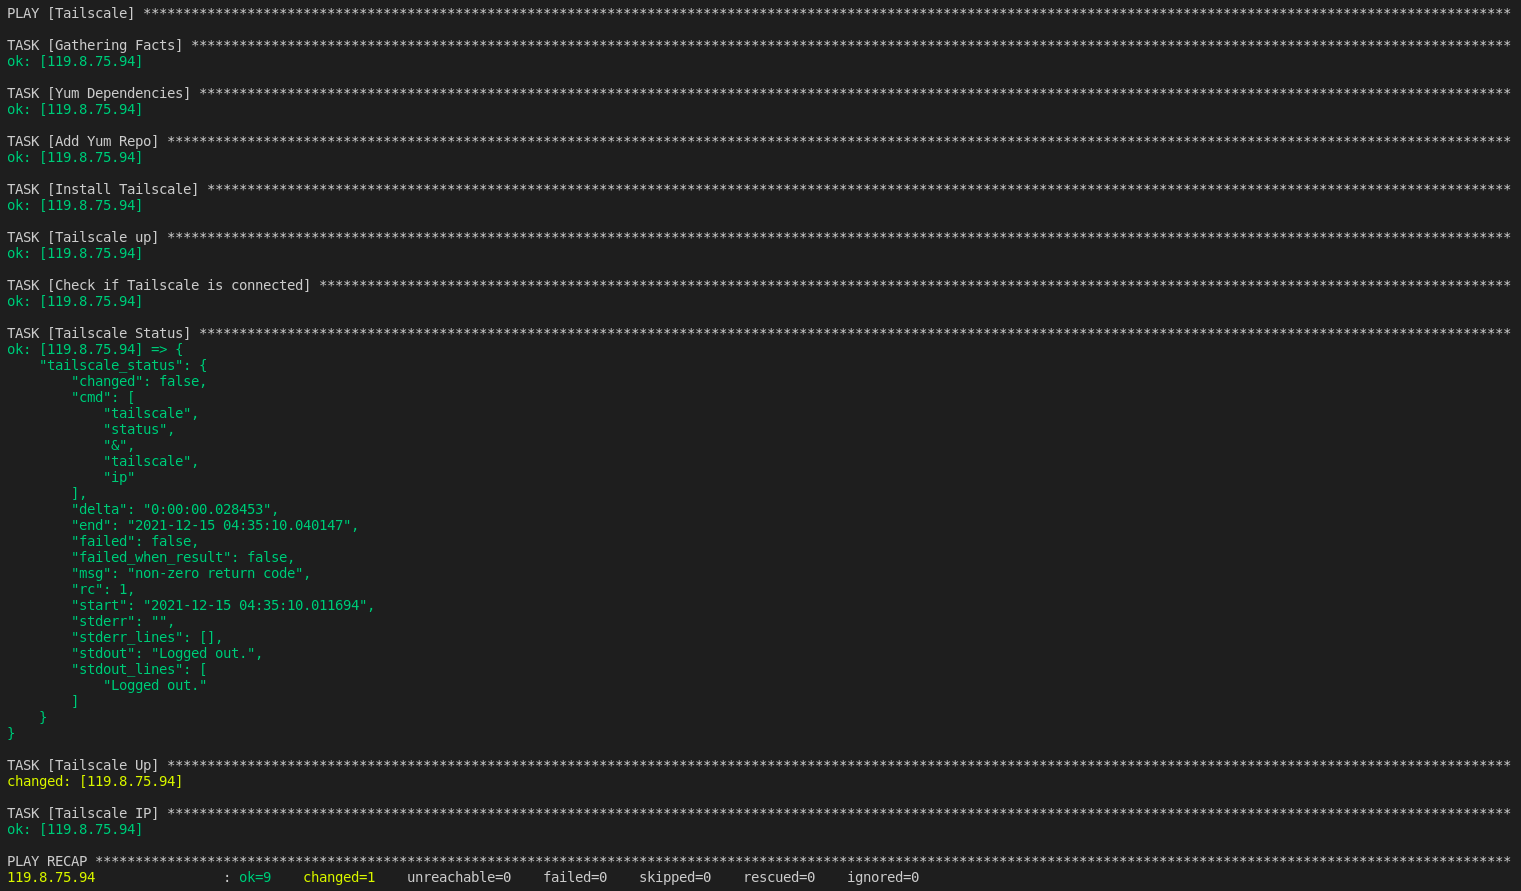 PLAY [Tailscale] ***************************************************************************************************************************************************************************
TASK [Gathering Facts] *********************************************************************************************************************************************************************
ok: [119.8.75.94]
TASK [Yum Dependencies] ********************************************************************************************************************************************************************
ok: [119.8.75.94]
TASK [Add Yum Repo] ************************************************************************************************************************************************************************
ok: [119.8.75.94]
TASK [Install Tailscale] *******************************************************************************************************************************************************************
ok: [119.8.75.94]
TASK [Tailscale up] ************************************************************************************************************************************************************************
ok: [119.8.75.94]
TASK [Check if Tailscale is connected] *****************************************************************************************************************************************************
ok: [119.8.75.94]
TASK [Tailscale Status] ********************************************************************************************************************************************************************
ok: [119.8.75.94] => {
    "tailscale_status": {
        "changed": false,
        "cmd": [
            "tailscale",
            "status",
            "&",
            "tailscale",
            "ip"
        ],
        "delta": "0:00:00.028453",
        "end": "2021-12-15 04:35:10.040147",
        "failed": false,
        "failed_when_result": false,
        "msg": "non-zero return code",
        "rc": 1,
        "start": "2021-12-15 04:35:10.011694",
        "stderr": "",
        "stderr_lines": [],
        "stdout": "Logged out.",
        "stdout_lines": [
            "Logged out."
        ]
    }
}
TASK [Tailscale Up] ************************************************************************************************************************************************************************
changed: [119.8.75.94]
TASK [Tailscale IP] ************************************************************************************************************************************************************************
ok: [119.8.75.94]
PLAY RECAP *********************************************************************************************************************************************************************************
119.8.75.94                : ok=9    changed=1    unreachable=0    failed=0    skipped=0    rescued=0    ignored=0